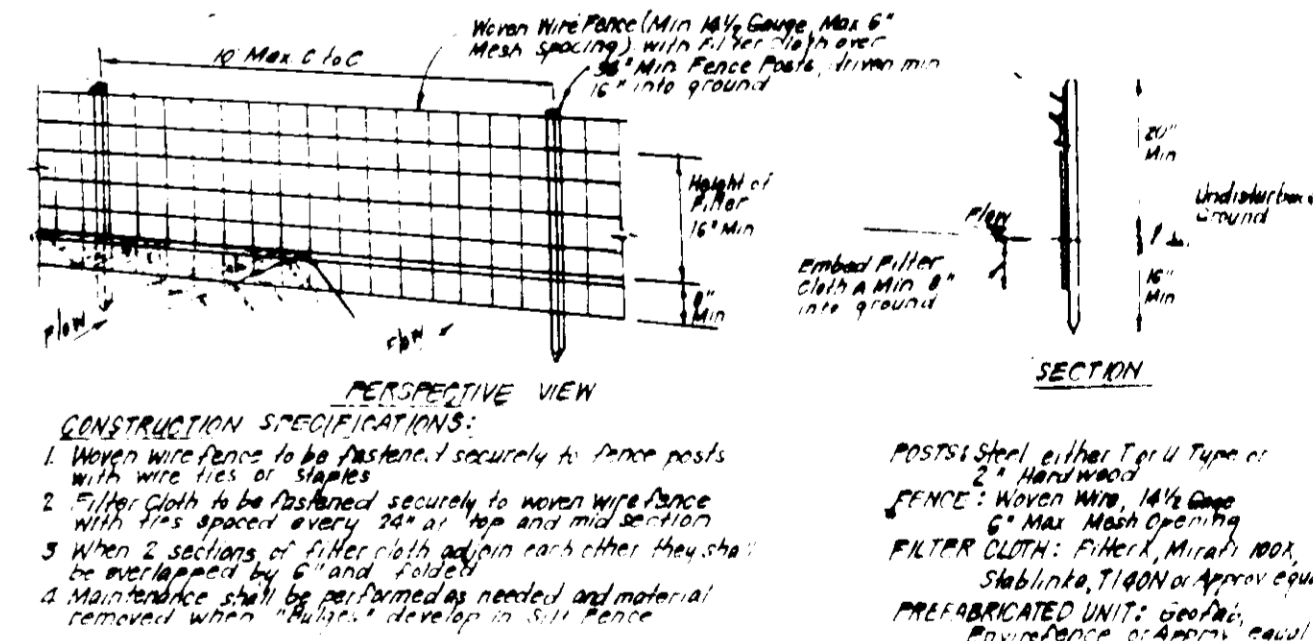 Woven Wire Fence (Min 14½ Gauge, Max 6"
Mesh spacing) with Filter Cloth over
10' Max. C to C
36" Min Fence Posts, driven min
16" into ground
Height of
Filter
16" Min
8"
Min
Flow
Flow
PERSPECTIVE VIEW
20"
Min
Undisturbed
Ground
Flow
Embed Filter
Cloth A Min 8"
into ground
16"
Min
SECTION
CONSTRUCTION SPECIFICATIONS:
1. Woven wire fence to be fastened securely to fence posts
with wire ties or staples
2 Filter Cloth to be fastened securely to woven wire fence
with ties spaced every 24" at top and mid section
3 When 2 sections of filter cloth adjoin each other they shal
be overlapped by 6" and folded
4 Maintenance shall be performed as needed and material
removed when "Bulges" develop in Silt Fence
POSTS: Steel either T or U Type or
2" Hardwood
FENCE: Woven Wire, 14½ Gage
6" Max Mesh Opening
FILTER CLOTH: Filter X, Mirafi 100X,
Stablinka, T140N or Approv equal
PREFABRICATED UNIT: Geofab,
Envirofence or Approv equal